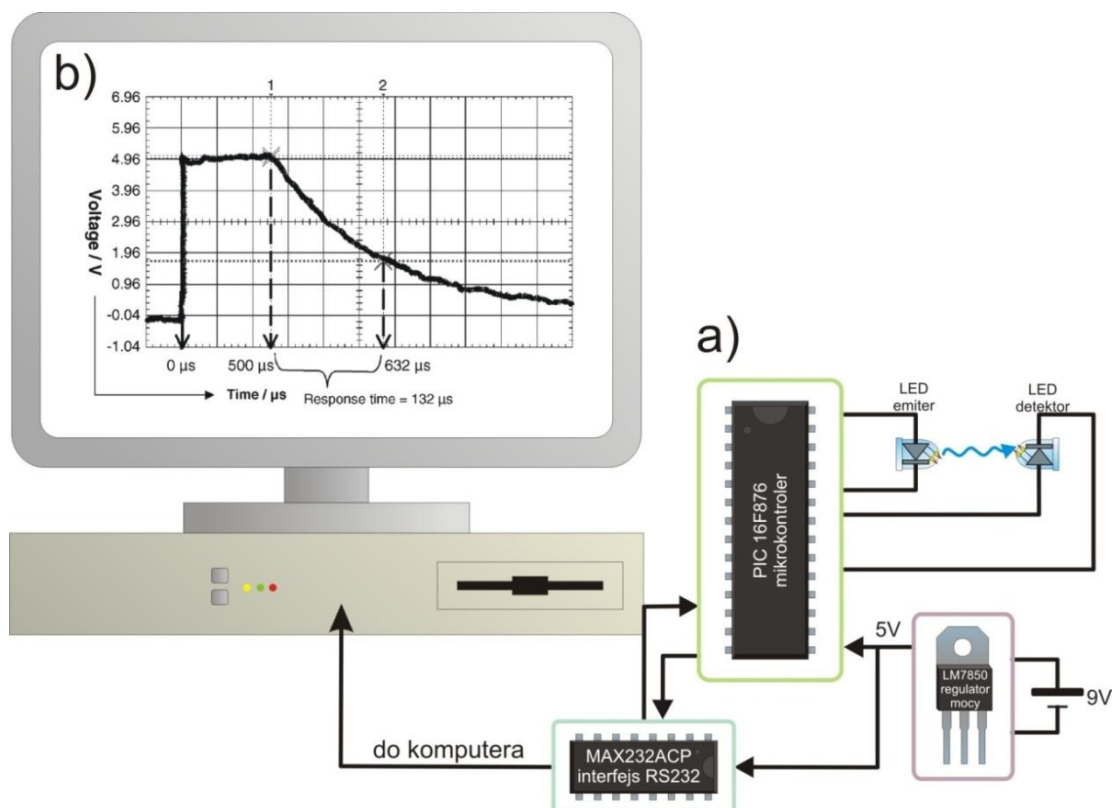 b)
1 2
6.96
5.96
4.96
3.96
2.96
1.96
0.96
-0.04
-1.04
Voltage / V
0 µs 500 µs 632 µs
Time / µs Response time = 132 µs
a)
LED
emiter
LED
detektor
PIC 16F876
mikrokontroler
5V
LM7850
regulator
mocy
9V
do komputera
MAX232ACP
interfejs RS232